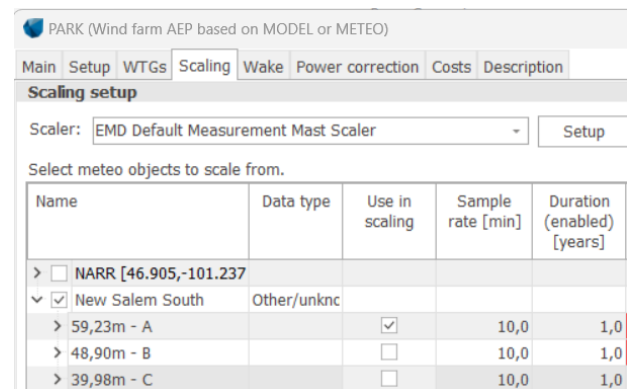 PARK (Wind farm AEP based on MODEL or METEO)
Main Setup WTGs Scaling Wake Power correction Costs Description
Scaling setup
Scaler: EMD Default Measurement Mast Scaler Setup
Select meteo objects to scale from.
Name Data type Use in scaling Sample rate [min] Duration (enabled) [years]
NARR [46.905,-101.237
New Salem South Other/unknc
59,23m - A 10,0 1,0
48,90m - B 10,0 1,0
39,98m - C 10,0 1,0